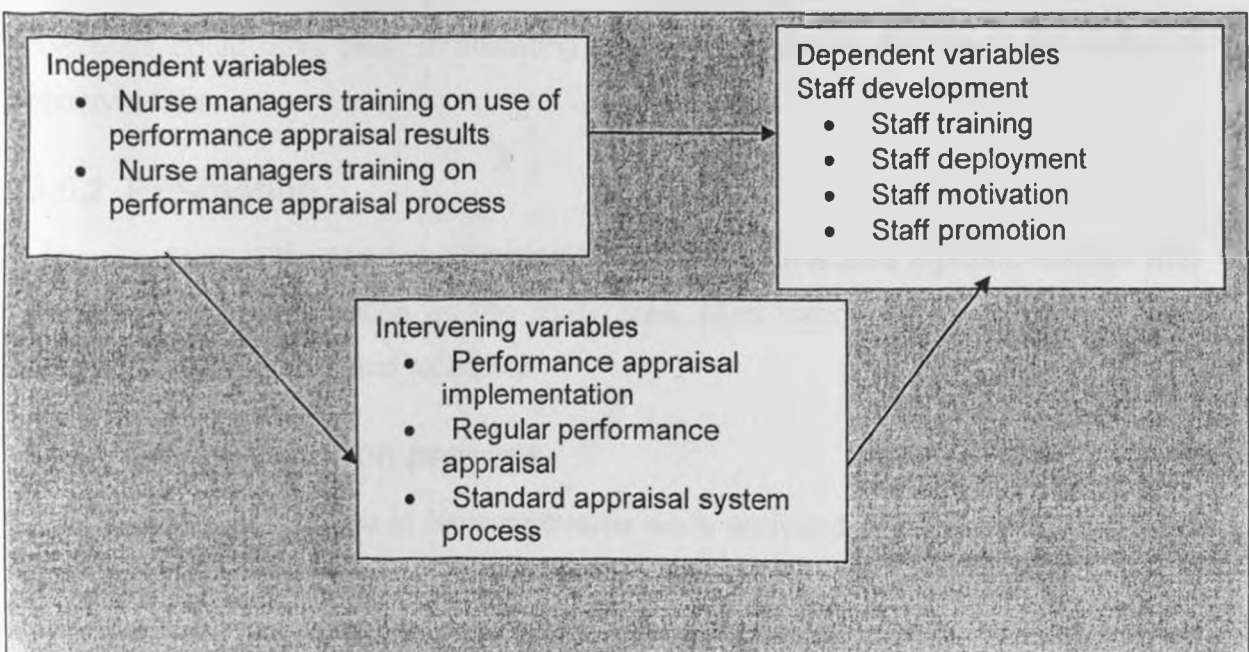 Independent variables
• Nurse managers training on use of
performance appraisal results
• Nurse managers training on
performance appraisal process
Dependent variables
Staff development
• Staff training
• Staff deployment
• Staff motivation
• Staff promotion
Intervening variables
• Performance appraisal
implementation
• Regular performance
appraisal
• Standard appraisal system
process